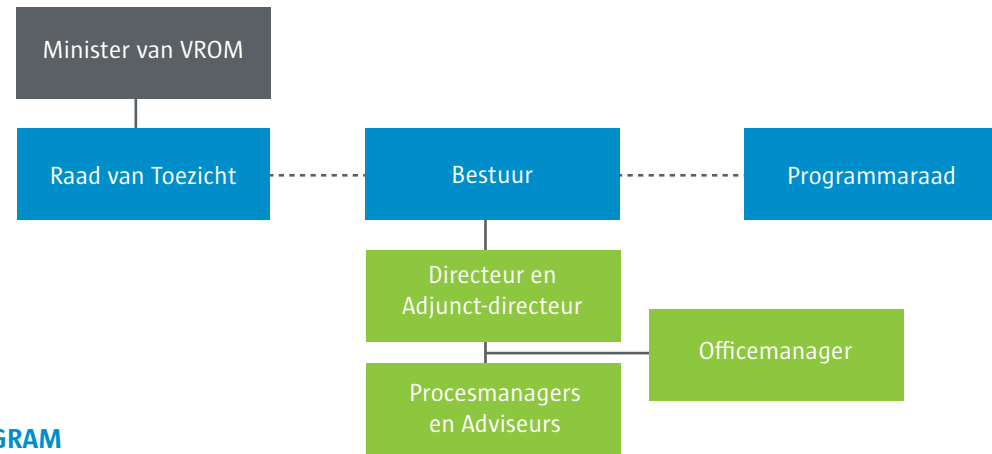 Minister van VROM
Raad van Toezicht
Bestuur
Programmaraad
Directeur en
Adjunct-directeur
Officemanager
Procesmanagers
en Adviseurs
GRAM